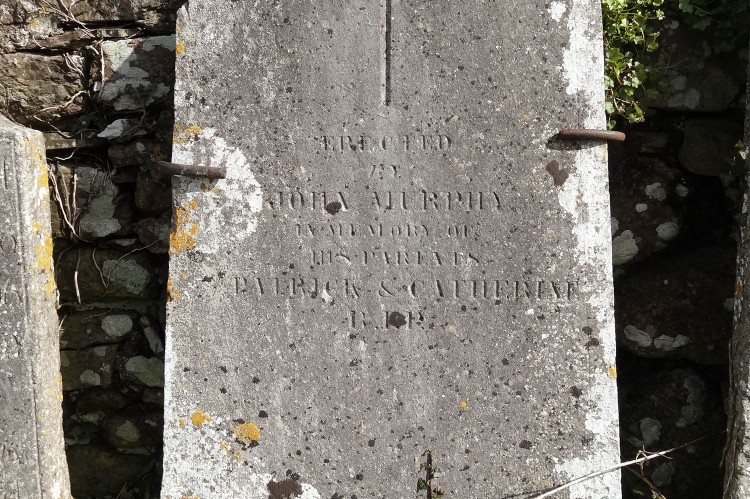 ERECTED
BY
JOHN MURPHY
IN MEMORY OF
HIS PARENTS
PATRICK & CATHERINE
R.I.P.